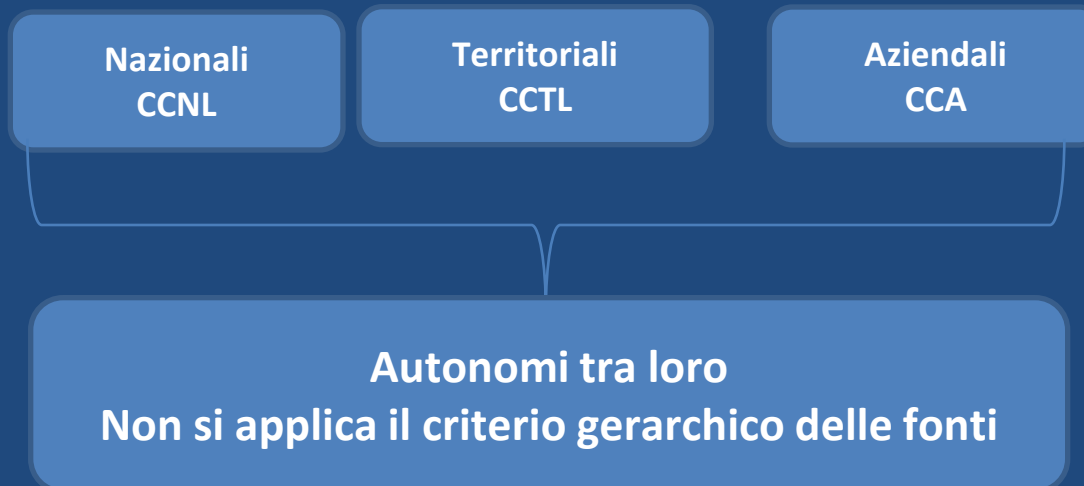 Nazionali
CCNL
Territoriali
CCTL
Aziendali
CCA
Autonomi tra loro
Non si applica il criterio gerarchico delle fonti